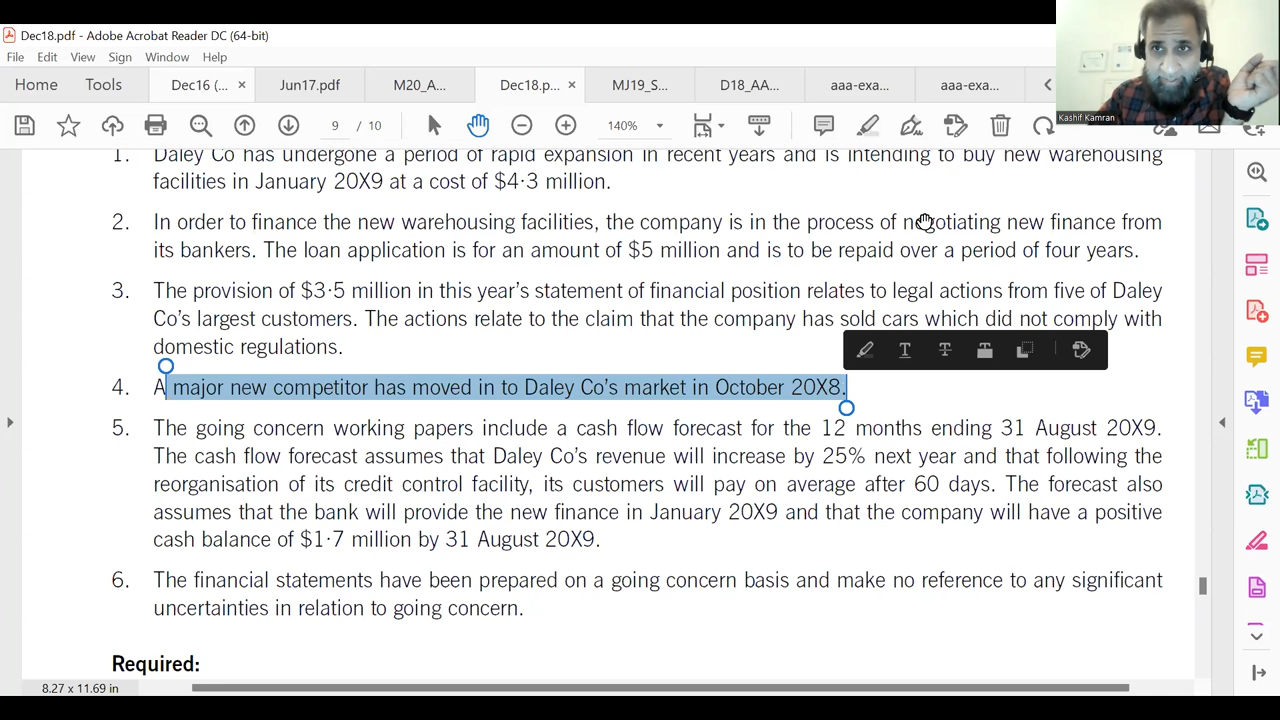 Dec18.pdf - Adobe Acrobat Reader DC (64-bit)
File Edit View Sign Window Help
Home Tools Dec16 (... × Jun17.pdf M20_A... Dec18.p... × MJ19_S... D18_AA... aaa-exa... aaa-exa...
9 / 10 140%
Kashif Kamran
1. Daley Co has undergone a period of rapid expansion in recent years and is intending to buy new warehousing
facilities in January 20X9 at a cost of $4·3 million.
2. In order to finance the new warehousing facilities, the company is in the process of negotiating new finance from
its bankers. The loan application is for an amount of $5 million and is to be repaid over a period of four years.
3. The provision of $3·5 million in this year's statement of financial position relates to legal actions from five of Daley
Co's largest customers. The actions relate to the claim that the company has sold cars which did not comply with
domestic regulations.
4. A major new competitor has moved in to Daley Co's market in October 20X8.
5. The going concern working papers include a cash flow forecast for the 12 months ending 31 August 20X9.
The cash flow forecast assumes that Daley Co's revenue will increase by 25% next year and that following the
reorganisation of its credit control facility, its customers will pay on average after 60 days. The forecast also
assumes that the bank will provide the new finance in January 20X9 and that the company will have a positive
cash balance of $1·7 million by 31 August 20X9.
6. The financial statements have been prepared on a going concern basis and make no reference to any significant
uncertainties in relation to going concern.
Required:
8.27 x 11.69 in